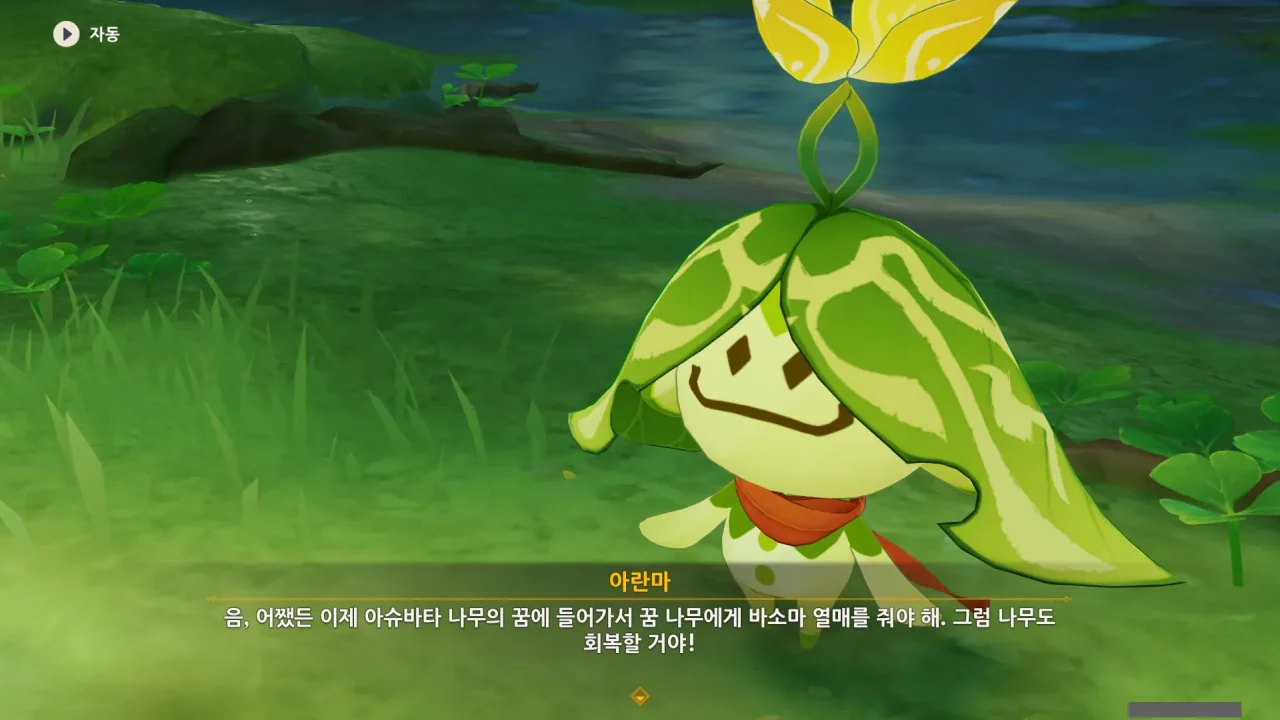 자동
아란마
음, 어쨌든 이제 아슈바타 나무의 꿈에 들어가서 꿈 나무에게 바소마 열매를 줘야 해. 그럼 나무도
회복할 거야!